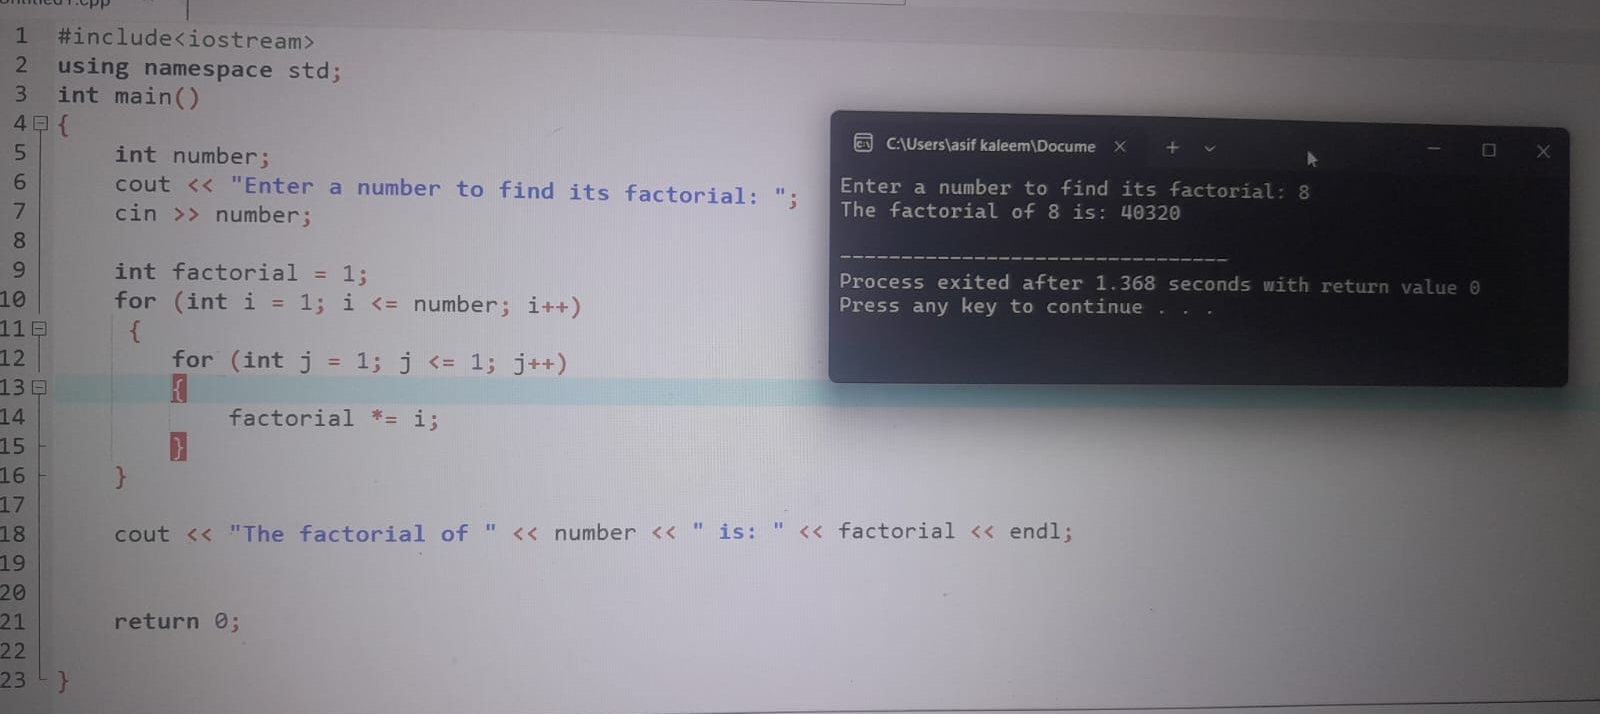 1 #include<iostream>
2 using namespace std;
3 int main()
4 {
5 int number;
6 cout << "Enter a number to find its factorial: ";
7 cin >> number;
8
9 int factorial = 1;
10 for (int i = 1; i <= number; i++)
11 {
12 for (int j = 1; j <= 1; j++)
13 {
14 factorial *= i;
15 }
16 }
17
18 cout << "The factorial of " << number << " is: " << factorial << endl;
19
20
21 return 0;
22
23 }
C:\Users\asif kaleem\Docume
Enter a number to find its factorial: 8
The factorial of 8 is: 40320
--------------------------------
Process exited after 1.368 seconds with return value 0
Press any key to continue . . .